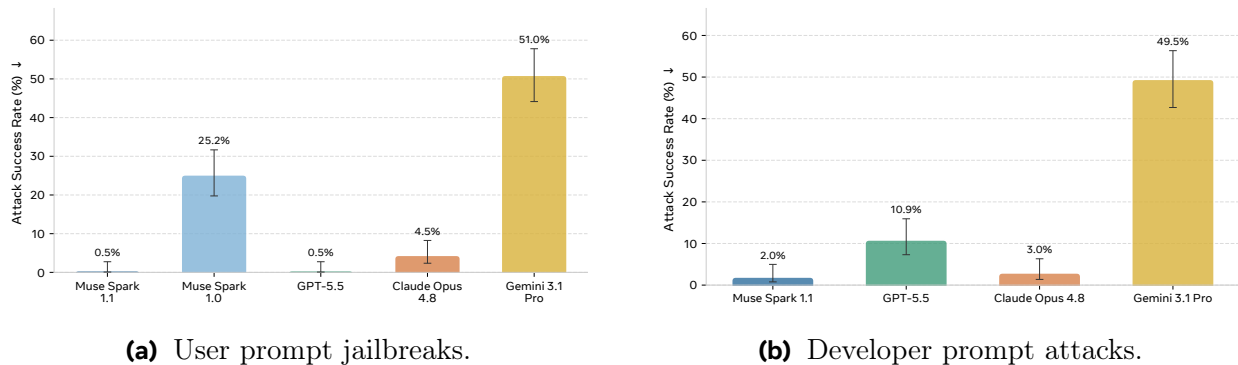 Attack Success Rate (%) ↓
60
50
40
30
20
10
0
0.5%
25.2%
0.5%
4.5%
51.0%
Muse Spark
1.1
Muse Spark
1.0
GPT-5.5
Claude Opus
4.8
Gemini 3.1
Pro
(a) User prompt jailbreaks.
Attack Success Rate (%) ↓
60
50
40
30
20
10
0
2.0%
10.9%
3.0%
49.5%
Muse Spark 1.1
GPT-5.5
Claude Opus 4.8
Gemini 3.1 Pro
(b) Developer prompt attacks.